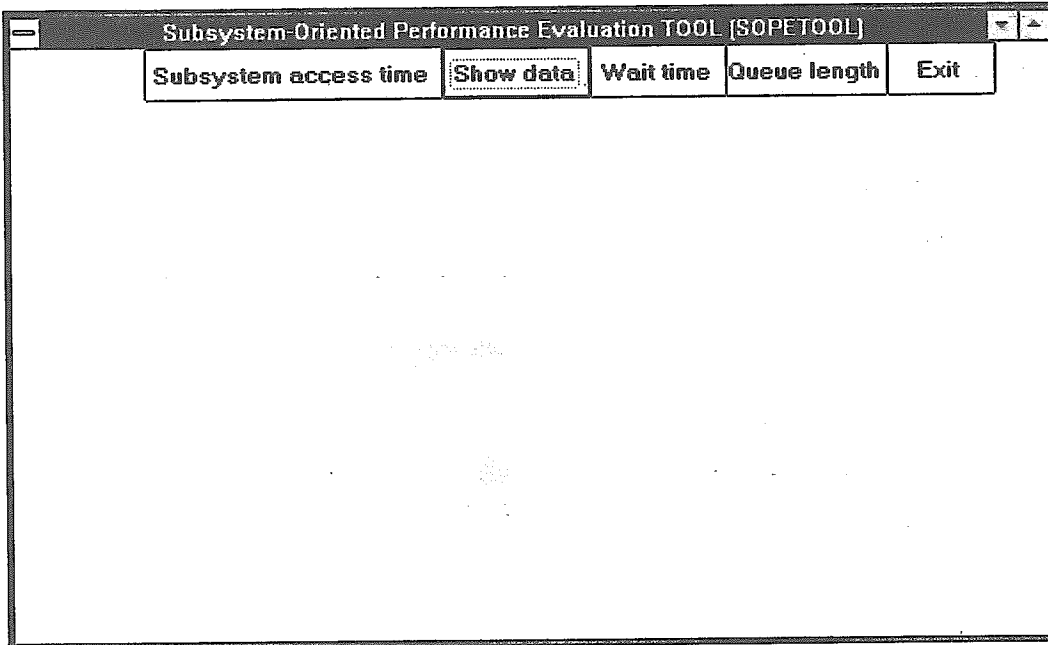 Subsystem-Oriented Performance Evaluation TOOL [SOPETOOL]
Subsystem access time Show data Wait time Queue length Exit